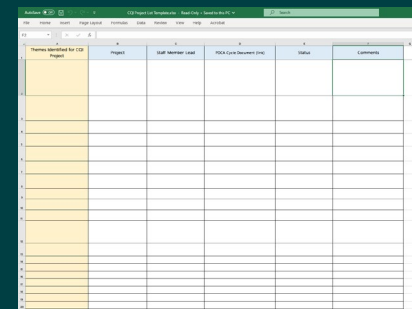 AutoSave Off CQI Project List Template.xlsx - Read-Only • Saved to this PC Search
File Home Insert Page Layout Formulas Data Review View Help Acrobat
fx
Themes Identified for CQI Project Project Staff Member Lead PDCA Cycle Document (link) Status Comments